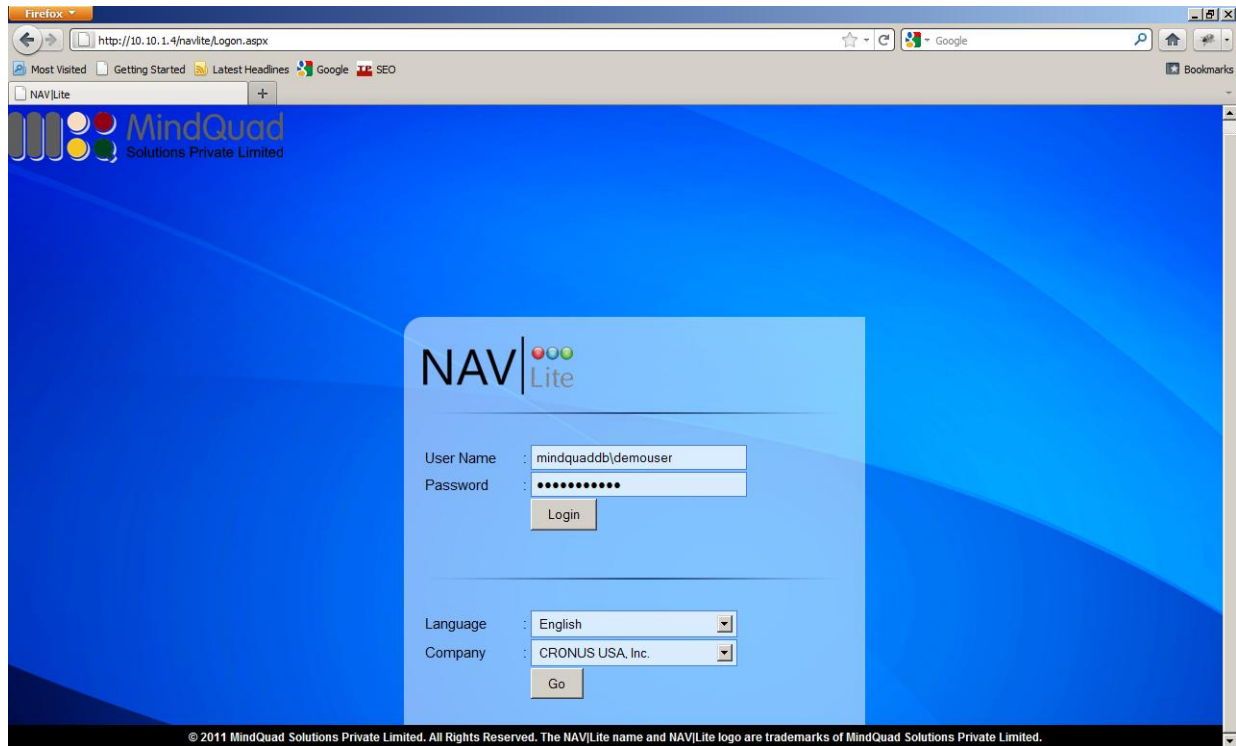 Firefox
http://10.10.1.4/navlite/Logon.aspx
Google
Most Visited Getting Started Latest Headlines Google TP SEO
Bookmarks
NAV|Lite
MindQuad
Solutions Private Limited
NAV|Lite
User Name : mindquaddb\demouser
Password :
Login
Language : English
Company : CRONUS USA, Inc.
Go
© 2011 MindQuad Solutions Private Limited. All Rights Reserved. The NAV|Lite name and NAV|Lite logo are trademarks of MindQuad Solutions Private Limited.